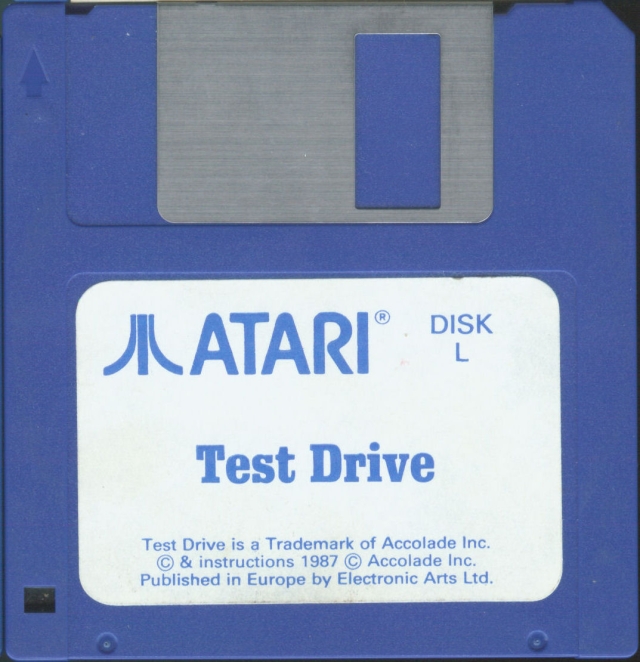 ATARI®
DISK
L
Test Drive
Test Drive is a Trademark of Accolade Inc.
© & instructions 1987 © Accolade Inc.
Published in Europe by Electronic Arts Ltd.